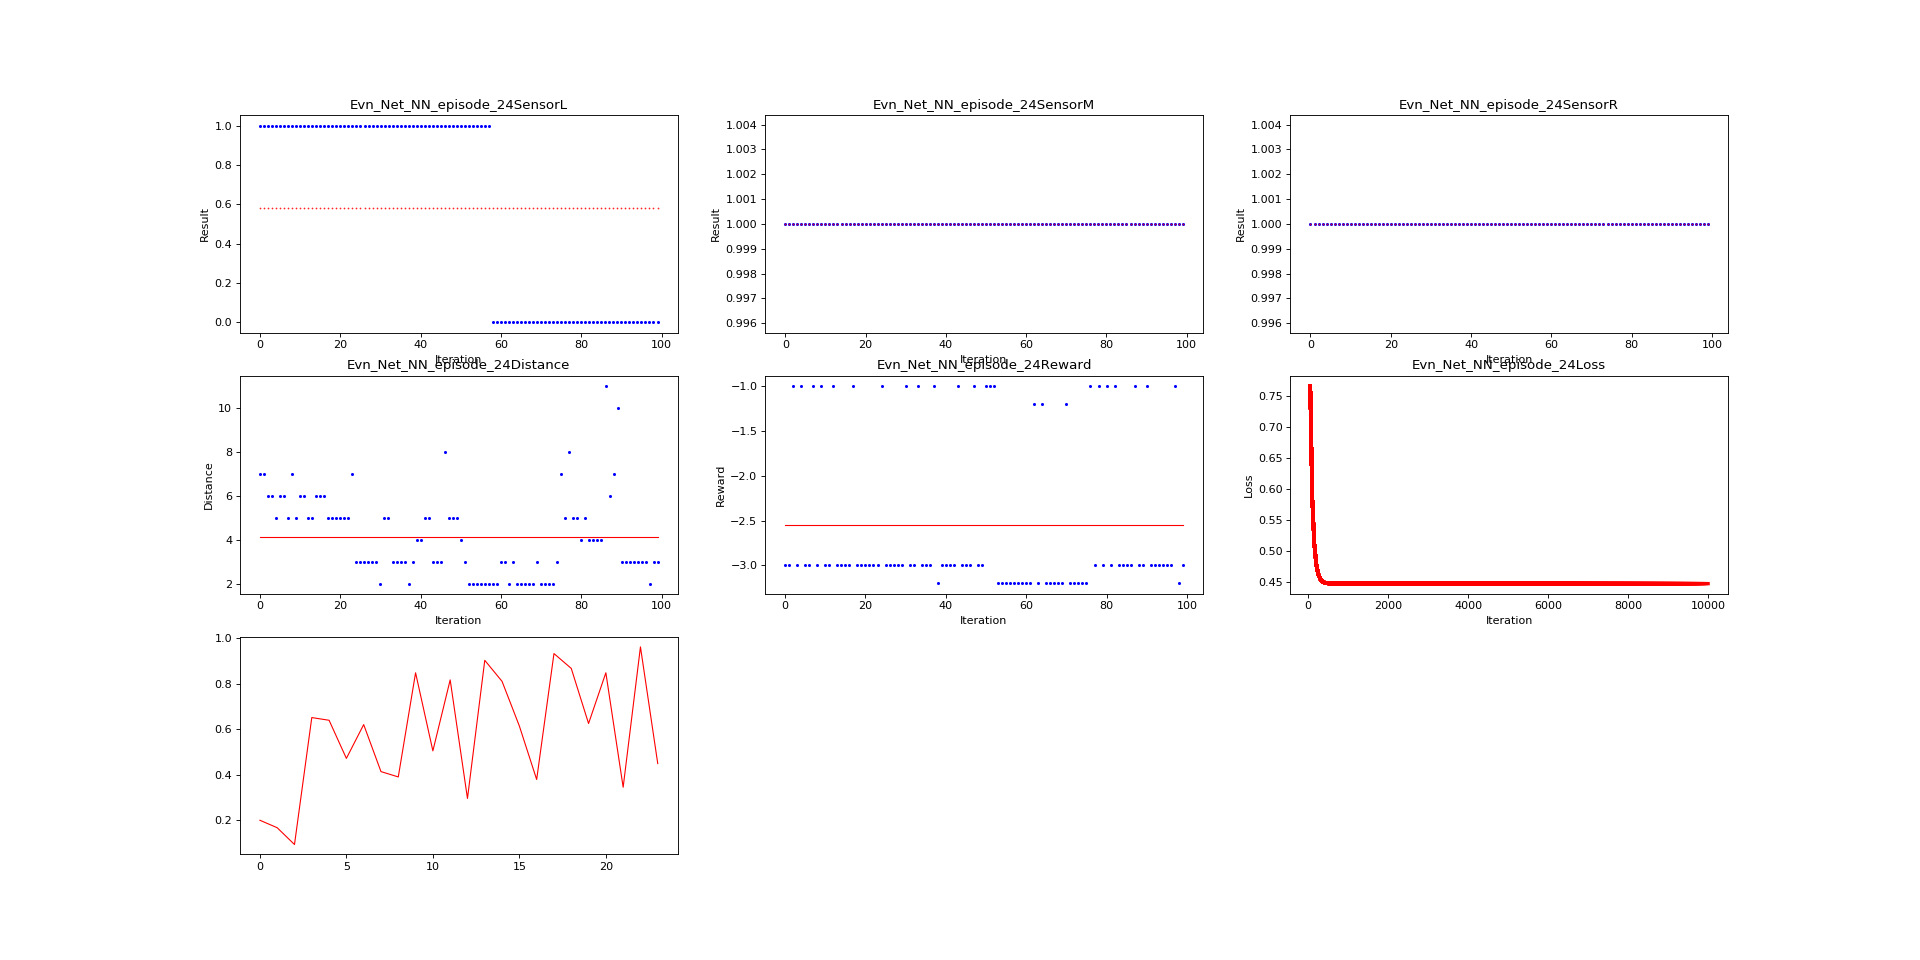 Evn_Net_NN_episode_24SensorL
Result
1.0
0.8
0.6
0.4
0.2
0.0
0 20 40 60 80 100
Iteration
Evn_Net_NN_episode_24SensorM
Result
1.004
1.003
1.002
1.001
1.000
0.999
0.998
0.997
0.996
0 20 40 60 80 100
Iteration
Evn_Net_NN_episode_24SensorR
Result
1.004
1.003
1.002
1.001
1.000
0.999
0.998
0.997
0.996
0 20 40 60 80 100
Iteration
Evn_Net_NN_episode_24Distance
Distance
10
8
6
4
2
0 20 40 60 80 100
Iteration
Evn_Net_NN_episode_24Reward
Reward
−1.0
−1.5
−2.0
−2.5
−3.0
0 20 40 60 80 100
Iteration
Evn_Net_NN_episode_24Loss
Loss
0.75
0.70
0.65
0.60
0.55
0.50
0.45
0 2000 4000 6000 8000 10000
Iteration
1.0
0.8
0.6
0.4
0.2
0 5 10 15 20